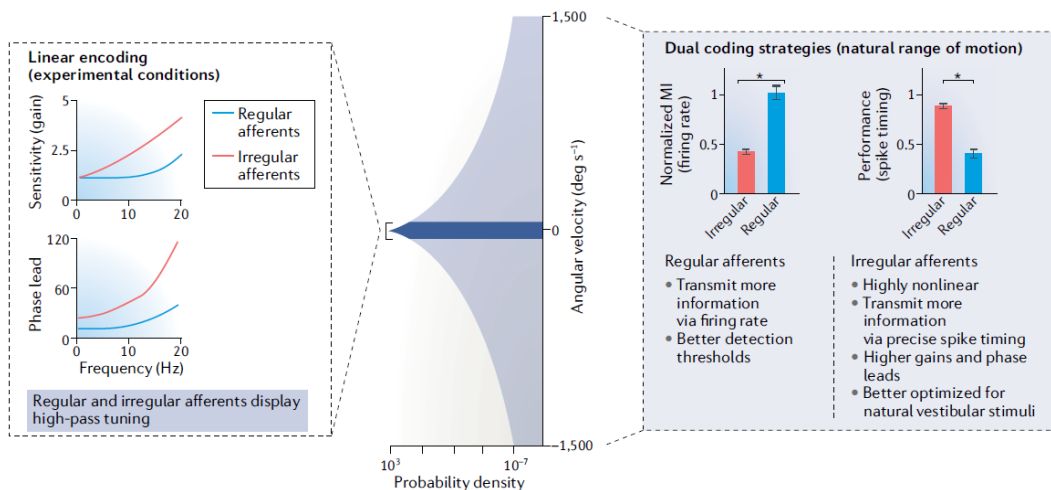 Linear encoding
(experimental conditions)
Sensitivity (gain)
5
2.5
0
0
10
20
Regular
afferents
Irregular
afferents
Phase lead
120
60
0
0
10
20
Frequency (Hz)
Regular and irregular afferents display
high-pass tuning
1,500
0
–1,500
Angular velocity (deg s⁻¹)
10³
10⁻⁷
Probability density
Dual coding strategies (natural range of motion)
Normalized MI
(firing rate)
1
0.5
0
*
Irregular
Regular
Performance
(spike timing)
1
0.5
0
*
Irregular
Regular
Regular afferents
• Transmit more
information
via firing rate
• Better detection
thresholds
Irregular afferents
• Highly nonlinear
• Transmit more
information
via precise spike timing
• Higher gains and phase
leads
• Better optimized for
natural vestibular stimuli